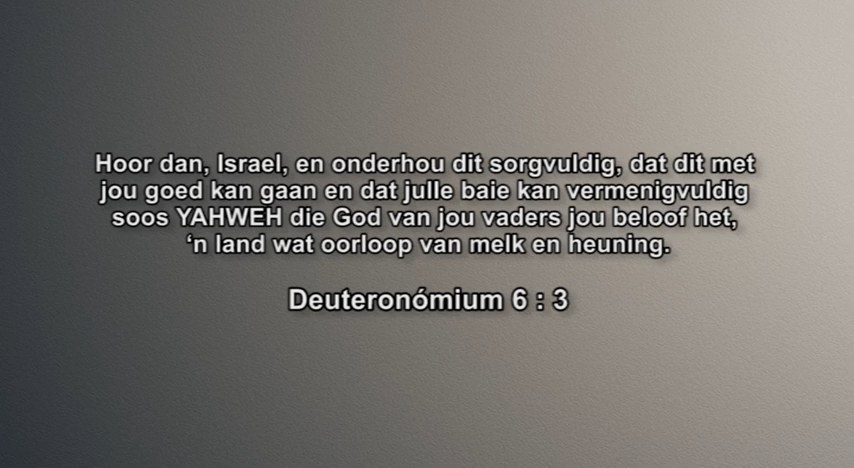 Hoor dan, Israel, en onderhou dit sorgvuldig, dat dit met
jou goed kan gaan en dat julle baie kan vermenigvuldig
soos YAHWEH die God van jou vaders jou beloof het,
‘n land wat oorloop van melk en heuning.
Deuteronómium 6 : 3